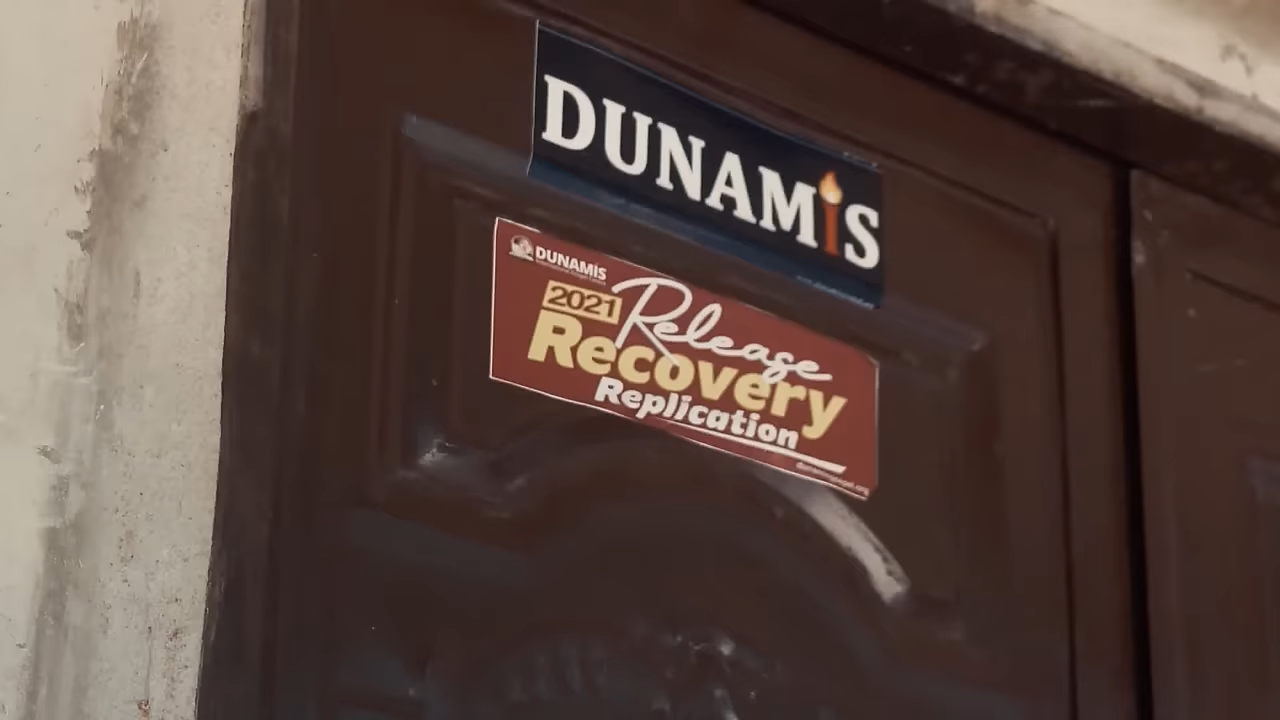 DUNAMIS
DUNAMIS
2021 Release
Recovery
Replication